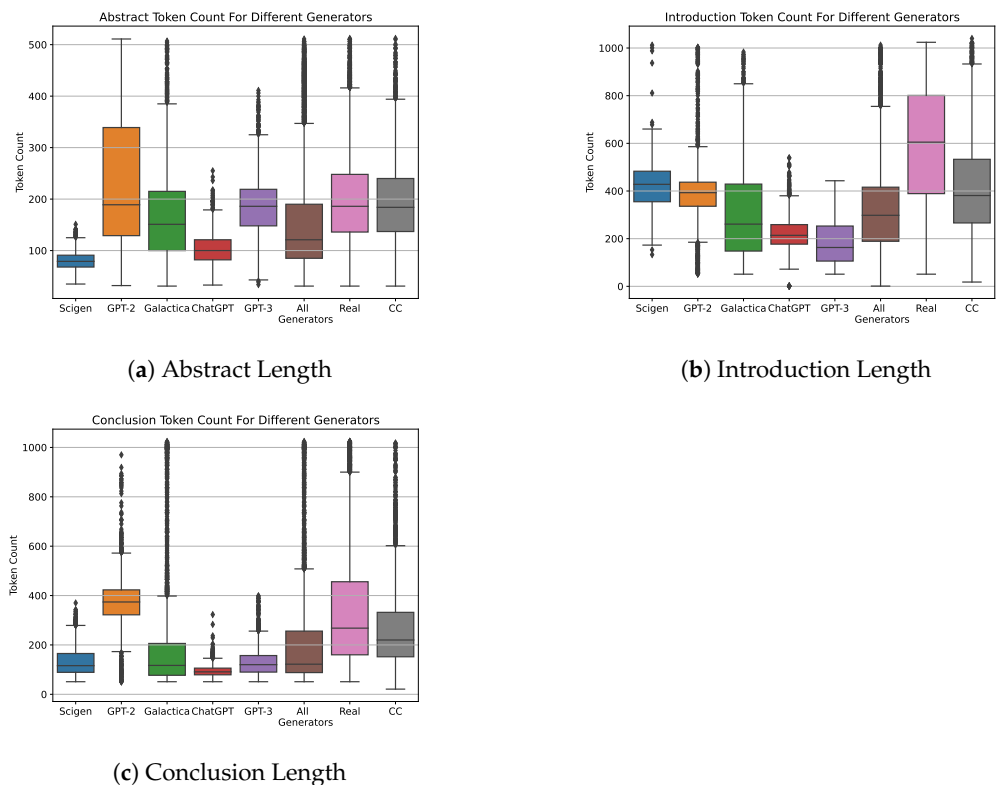 Abstract Token Count For Different Generators
500
400
300
200
100
Token Count
Scigen GPT-2 Galactica ChatGPT GPT-3 All Real CC
Generators
(a) Abstract Length
Introduction Token Count For Different Generators
1000
800
600
400
200
0
Token Count
Scigen GPT-2 Galactica ChatGPT GPT-3 All Real CC
Generators
(b) Introduction Length
Conclusion Token Count For Different Generators
1000
800
600
400
200
0
Token Count
Scigen GPT-2 Galactica ChatGPT GPT-3 All Real CC
Generators
(c) Conclusion Length